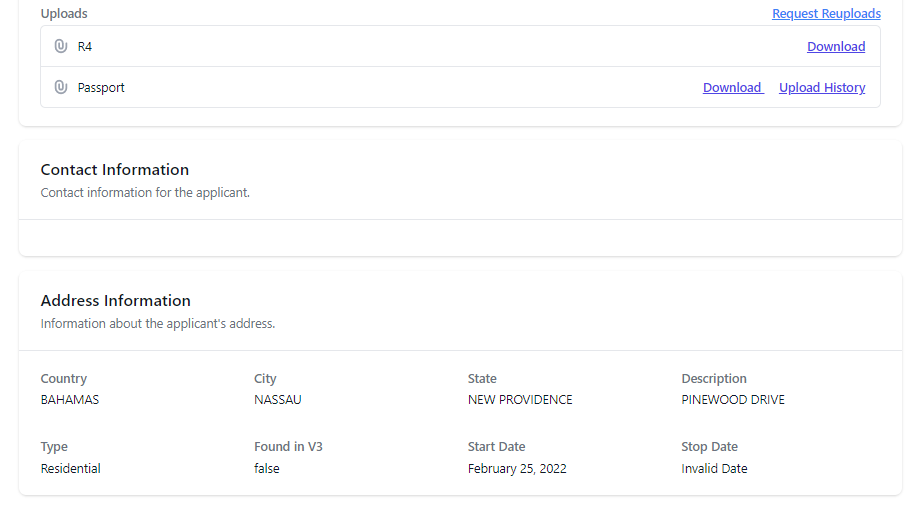 Uploads Request Reuploads
R4 Download
Passport Download Upload History
Contact Information
Contact information for the applicant.
Address Information
Information about the applicant's address.
Country City State Description
BAHAMAS NASSAU NEW PROVIDENCE PINEWOOD DRIVE
Type Found in V3 Start Date Stop Date
Residential false February 25, 2022 Invalid Date